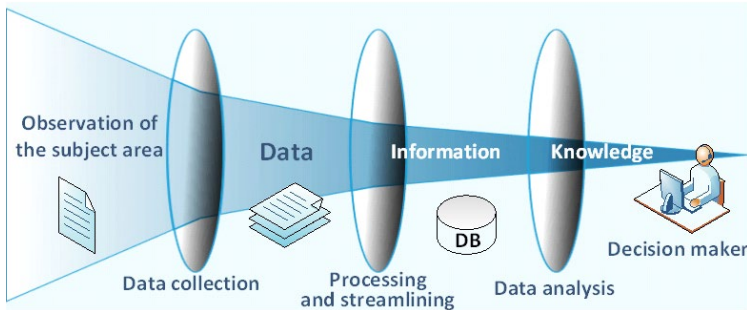 Observation of
the subject area
Data
Information
Knowledge
DB
Decision maker
Data collection
Processing
and streamlining
Data analysis